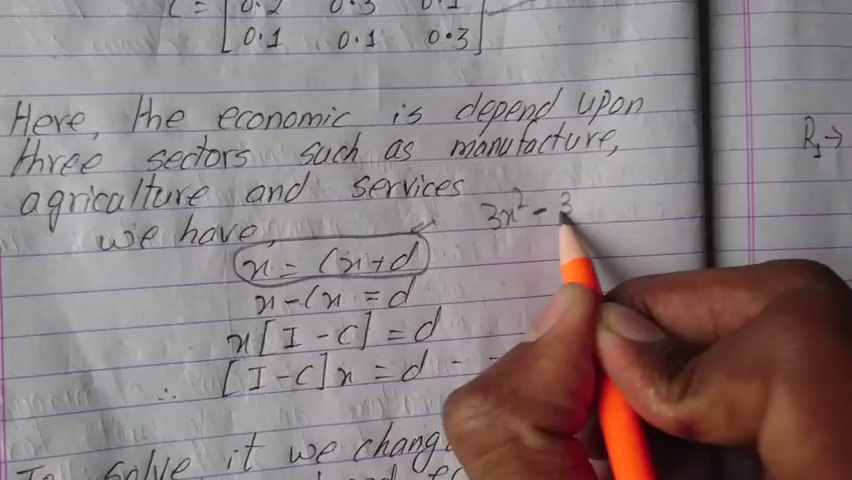 C = [0.2 0.3 0.1
0.1 0.1 0.3]
Here, the economic is depend upon
three sectors such as manufacture,
agricalture and services
we have,
3x² - 3
x = Cx + d
x - Cx = d
x[I - C] = d
∴ [I - C]x = d - -
To solve it we chang
R₁ →